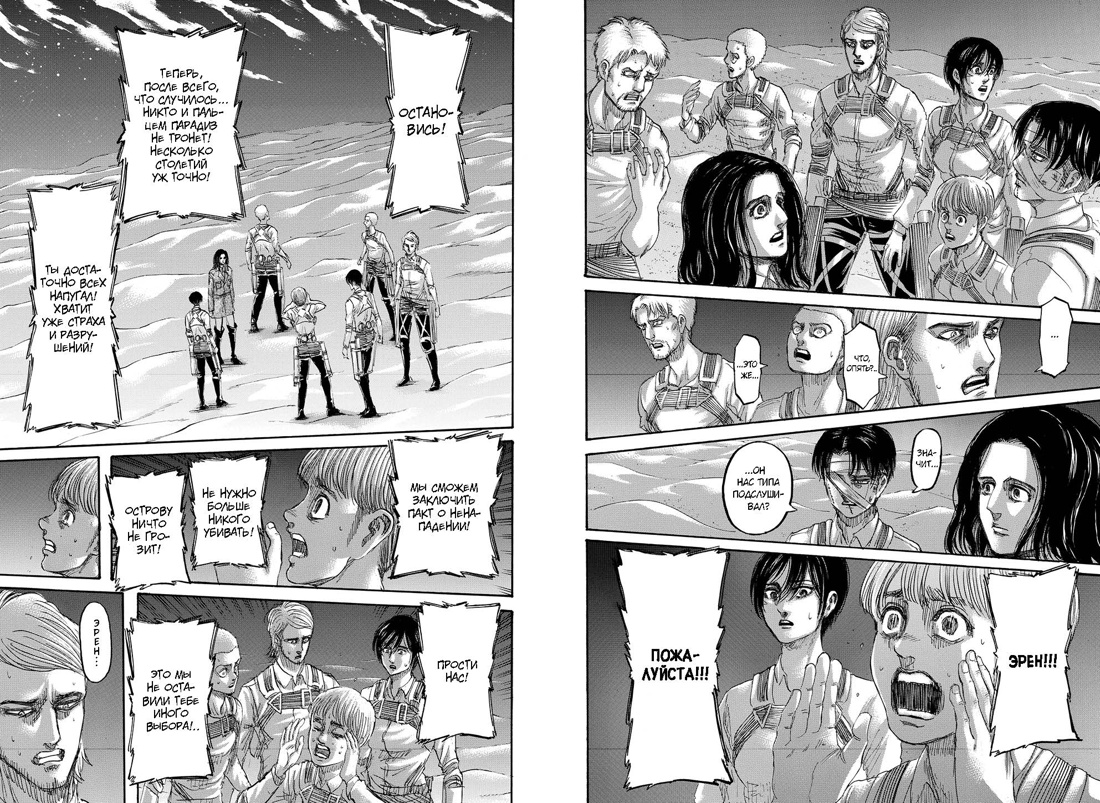 ...
ЧТО,
ОПЯТЬ?..
...ЭТО
ЖЕ...
ЗНА-
ЧИТ...
...ОН
НАС ТИПА
ПОДСЛУШИ-
ВАЛ?
ЭРЕН!!!
ПОЖА-
ЛУЙСТА!!!
ОСТАНО-
ВИСЬ!
ТЕПЕРЬ,
ПОСЛЕ ВСЕГО,
ЧТО СЛУЧИЛОСЬ...
НИКТО И ПАЛЬ-
ЦЕМ ПАРАДИЗ
НЕ ТРОНЕТ!
НЕСКОЛЬКО
СТОЛЕТИЙ
УЖ ТОЧНО!
ТЫ ДОСТА-
ТОЧНО ВСЕХ
НАПУГАЛ!
ХВАТИТ
УЖЕ СТРАХА
И РАЗРУ-
ШЕНИЙ!
МЫ СМОЖЕМ
ЗАКЛЮЧИТЬ
ПАКТ О НЕНА-
ПАДЕНИИ!
НЕ НУЖНО
БОЛЬШЕ
НИКОГО
УБИВАТЬ!
ОСТРОВУ
НИЧТО
НЕ ГРО-
ЗИТ!
ПРОСТИ
НАС!
ЭТО МЫ
НЕ ОСТА-
ВИЛИ ТЕБЕ
ИНОГО
ВЫБОРА!..
ЭРЕН...